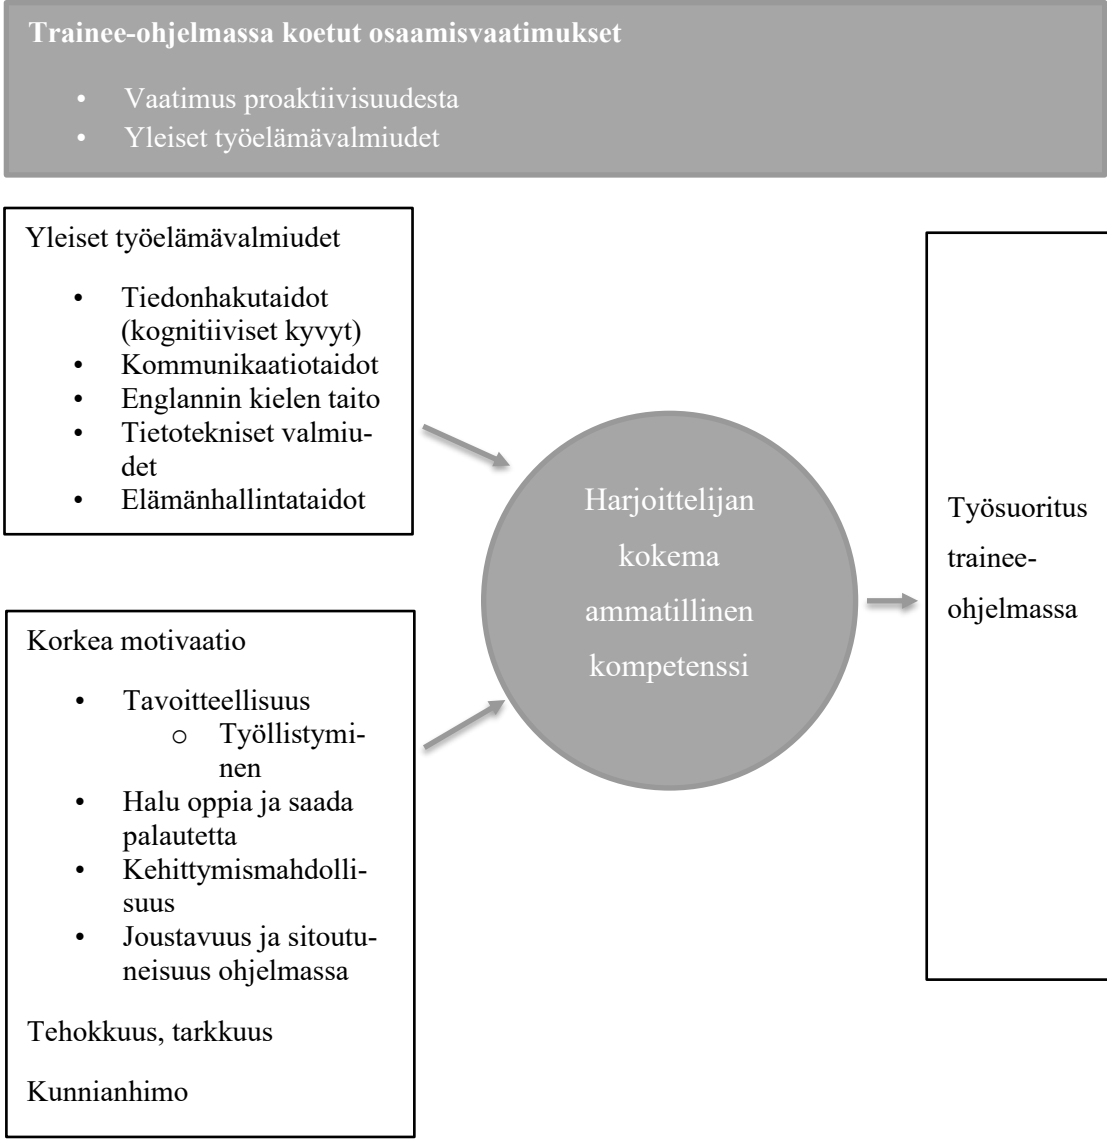 Trainee-ohjelmassa koetut osaamisvaatimukset
• Vaatimus proaktiivisuudesta
• Yleiset työelämävalmiudet
Yleiset työelämävalmiudet
• Tiedonhakutaidot
(kognitiiviset kyvyt)
• Kommunikaatiotaidot
• Englannin kielen taito
• Tietotekniset valmiu-
det
• Elämänhallintataidot
Korkea motivaatio
• Tavoitteellisuus
o Työllistymi-
nen
• Halu oppia ja saada
palautetta
• Kehittymismahdolli-
suus
• Joustavuus ja sitoutu-
neisuus ohjelmassa
Tehokkuus, tarkkuus
Kunnianhimo
Harjoittelijan
kokema
ammatillinen
kompetenssi
Työsuoritus
trainee-
ohjelmassa